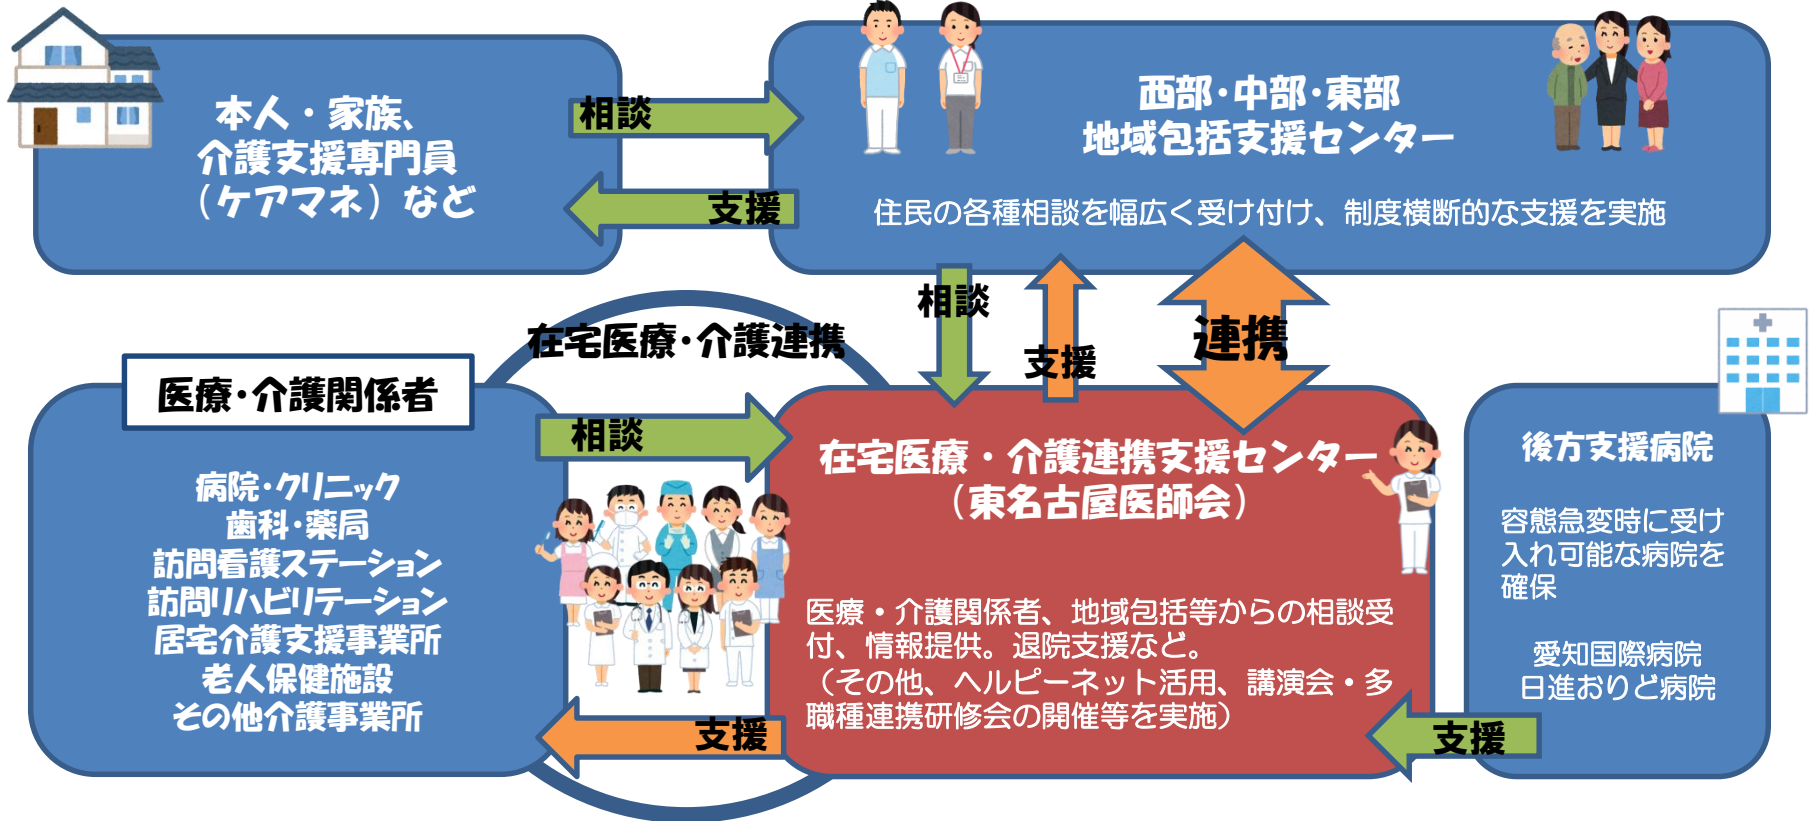 本人・家族、
介護支援専門員
（ケアマネ）など
相談
支援
西部・中部・東部
地域包括支援センター
住民の各種相談を幅広く受け付け、制度横断的な支援を実施
相談
支援
連携
在宅医療・介護連携
医療・介護関係者
病院・クリニック
歯科・薬局
訪問看護ステーション
訪問リハビリテーション
居宅介護支援事業所
老人保健施設
その他介護事業所
相談
支援
在宅医療・介護連携支援センター
（東名古屋医師会）
医療・介護関係者、地域包括等からの相談受
付、情報提供。退院支援など。
（その他、ヘルピーネット活用、講演会・多
職種連携研修会の開催等を実施）
後方支援病院
容態急変時に受け
入れ可能な病院を
確保
愛知国際病院
日進おりど病院
支援